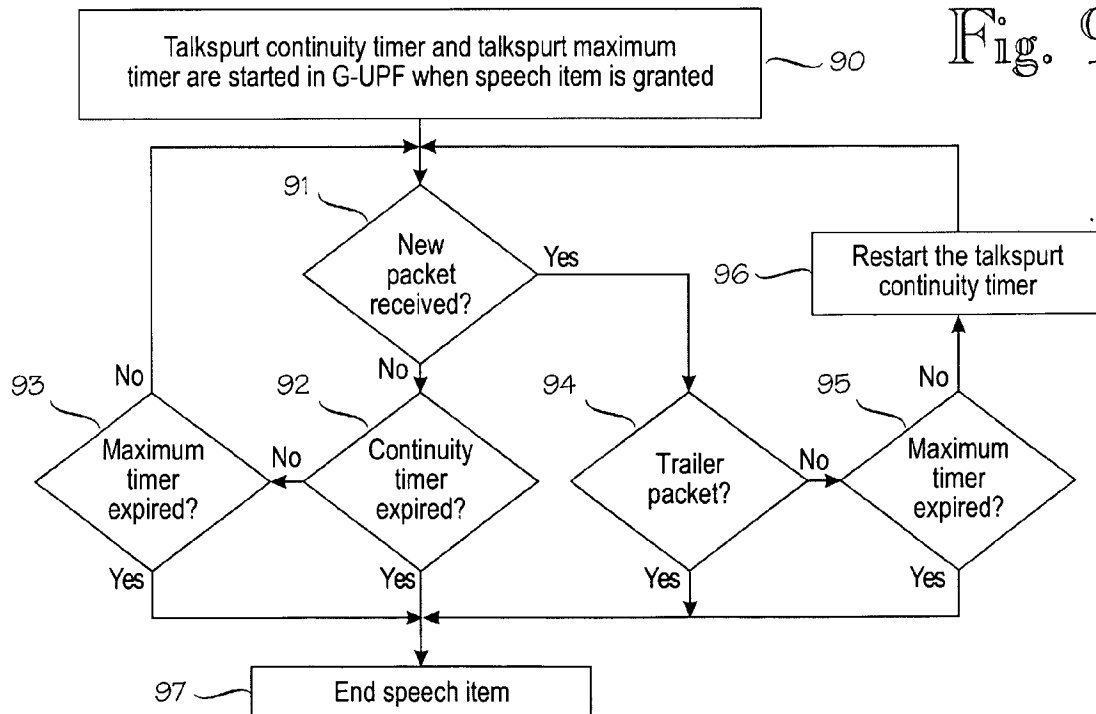 Talkspurt continuity timer and talkspurt maximum
timer are started in G-UPF when speech item is granted
90
Fig. 9
91
New
packet
received?
Yes
No
96
Restart the talkspurt
continuity timer
93
No
Maximum
timer
expired?
Yes
92
No
Continuity
timer
expired?
Yes
94
Trailer
packet?
No
Yes
95
No
Maximum
timer
expired?
Yes
97
End speech item